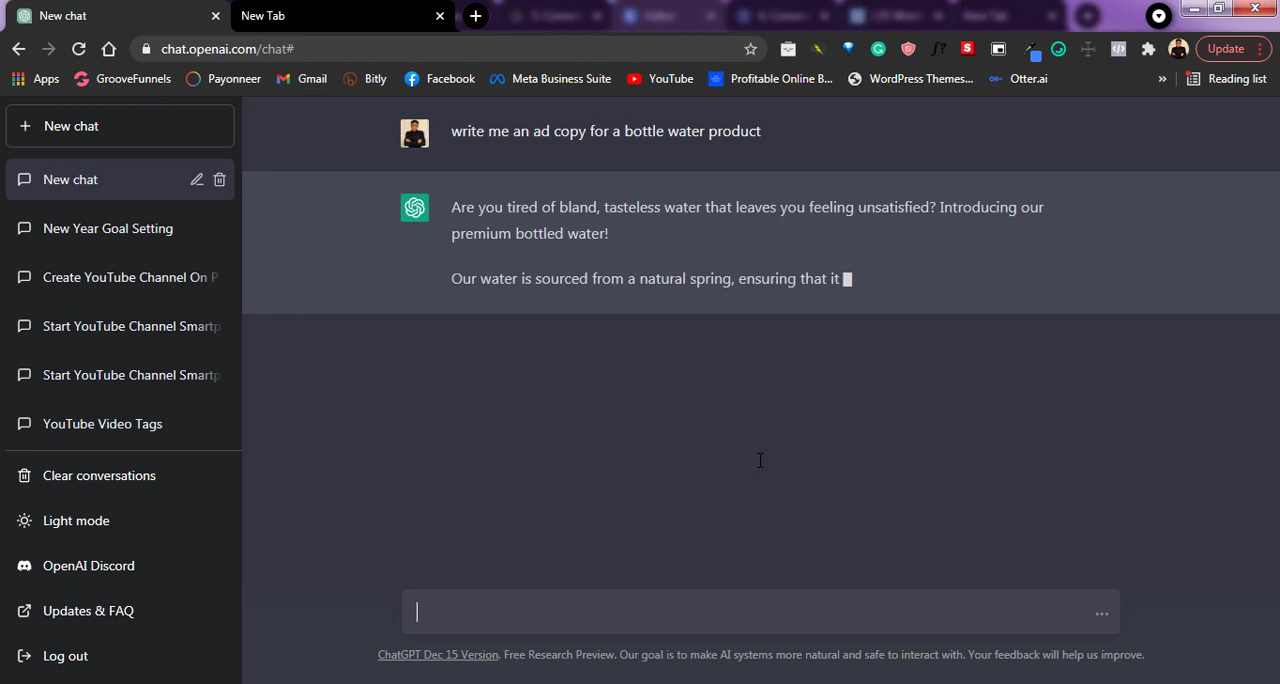 New chat
New Tab
chat.openai.com/chat#
Update
Apps
GrooveFunnels
Payonneer
Gmail
Bitly
Facebook
Meta Business Suite
YouTube
Profitable Online B...
WordPress Themes...
Otter.ai
»
Reading list
+ New chat
New chat
New Year Goal Setting
Create YouTube Channel On P
Start YouTube Channel Smartp
Start YouTube Channel Smartp
YouTube Video Tags
Clear conversations
Light mode
OpenAI Discord
Updates & FAQ
Log out
write me an ad copy for a bottle water product
Are you tired of bland, tasteless water that leaves you feeling unsatisfied? Introducing our
premium bottled water!
Our water is sourced from a natural spring, ensuring that it
ChatGPT Dec 15 Version. Free Research Preview. Our goal is to make AI systems more natural and safe to interact with. Your feedback will help us improve.